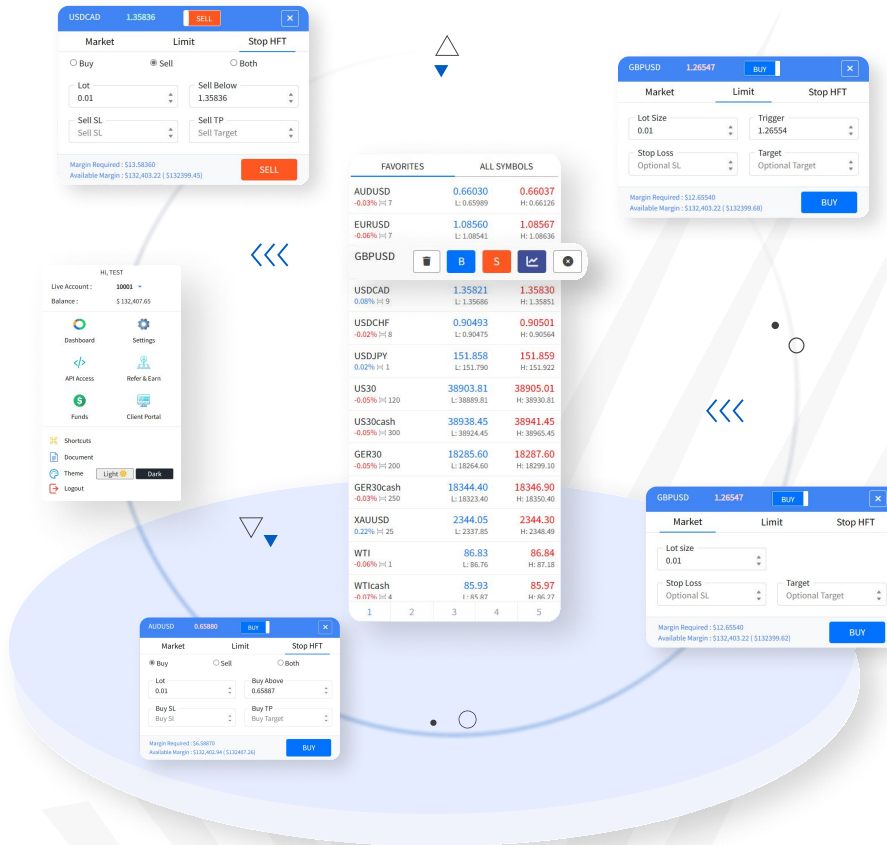 USDCAD 1.35836 SELL
Market Limit Stop HFT
Buy Sell Both
Lot Sell Below
0.01 1.35836
Sell SL Sell TP
Sell SL Sell Target
Margin Required : $13.58360
Available Margin : $132,403.22 ( $132399.45)
SELL
GBPUSD 1.26547 BUY
Market Limit Stop HFT
Lot Size Trigger
0.01 1.26554
Stop Loss Target
Optional SL Optional Target
Margin Required : $12.65540
Available Margin : $132,403.22 ( $132399.68)
BUY
FAVORITES ALL SYMBOLS
AUDUSD 0.66030 0.66037
-0.03% 7 L: 0.65989 H: 0.66126
EURUSD 1.08560 1.08567
-0.06% 7 L: 1.08541 H: 1.08636
GBPUSD B S
USDCAD 1.35821 1.35830
0.08% 9 L: 1.35686 H: 1.35851
USDCHF 0.90493 0.90501
-0.02% 8 L: 0.90475 H: 0.90564
USDJPY 151.858 151.859
0.02% 1 L: 151.790 H: 151.922
US30 38903.81 38905.01
-0.05% 120 L: 38889.81 H: 38930.81
US30cash 38938.45 38941.45
-0.05% 300 L: 38924.45 H: 38965.45
GER30 18285.60 18287.60
-0.05% 200 L: 18264.60 H: 18299.10
GER30cash 18344.40 18346.90
-0.03% 250 L: 18323.40 H: 18350.40
XAUUSD 2344.05 2344.30
0.22% 25 L: 2337.85 H: 2348.49
WTI 86.83 86.84
-0.06% 1 L: 86.76 H: 87.18
WTIcash 85.93 85.97
-0.07% 4 L: 85.87 H: 86.27
1 2 3 4 5
Hi, TEST
Live Account : 10001
Balance : $ 132,407.65
Dashboard Settings
API Access Refer & Earn
Funds Client Portal
Shortcuts
Document
Theme Light Dark
Logout
GBPUSD 1.26547 BUY
Market Limit Stop HFT
Lot size
0.01
Stop Loss Target
Optional SL Optional Target
Margin Required : $12.65540
Available Margin : $132,403.22 ( $132399.62)
BUY
AUDUSD 0.65880 BUY
Market Limit Stop HFT
Buy Sell Both
Lot Buy Above
0.01 0.65887
Buy SL Buy TP
Buy Sl Buy Target
Margin Required : $6.58870
Available Margin : $132,402.94 ( $132407.26)
BUY